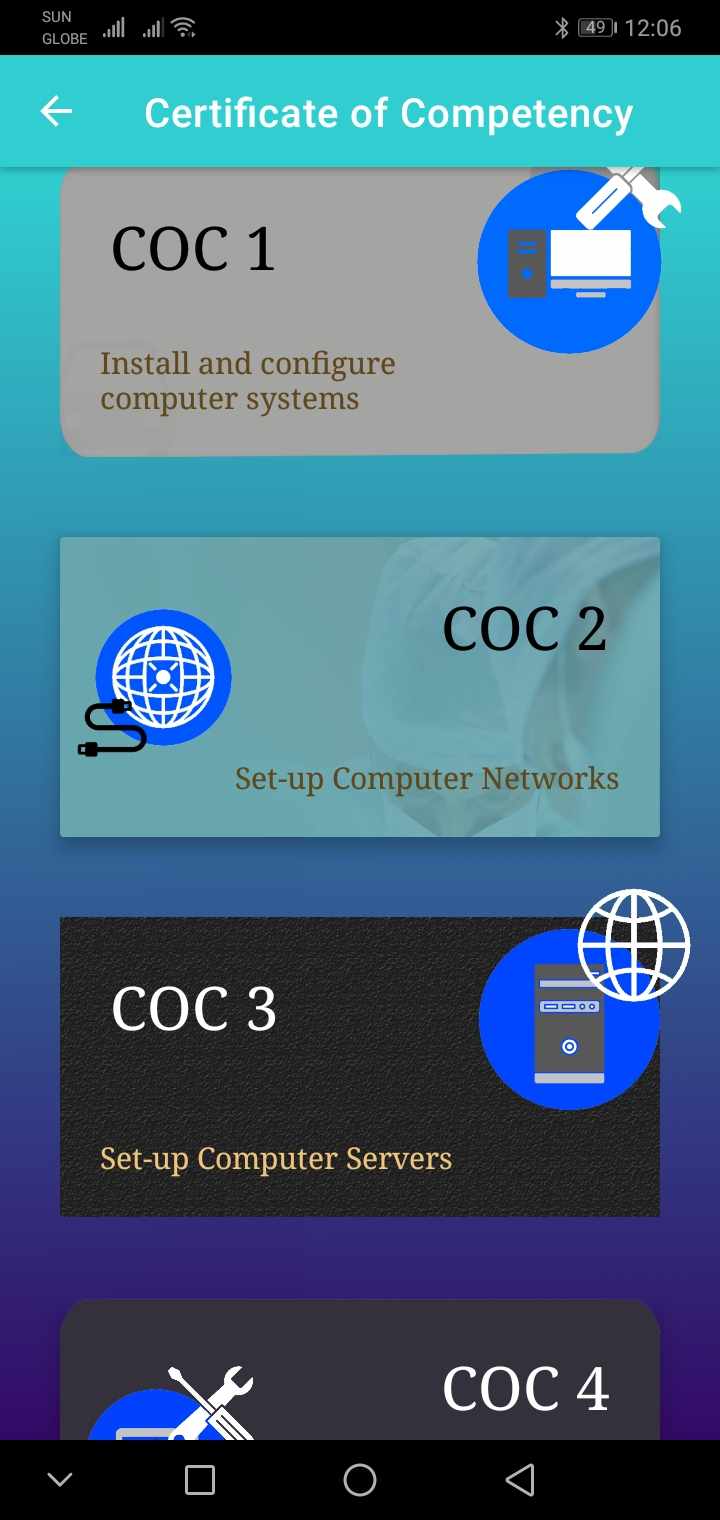 SUN
GLOBE
49
12:06
Certificate of Competency
COC 1
Install and configure
computer systems
COC 2
Set-up Computer Networks
COC 3
Set-up Computer Servers
COC 4